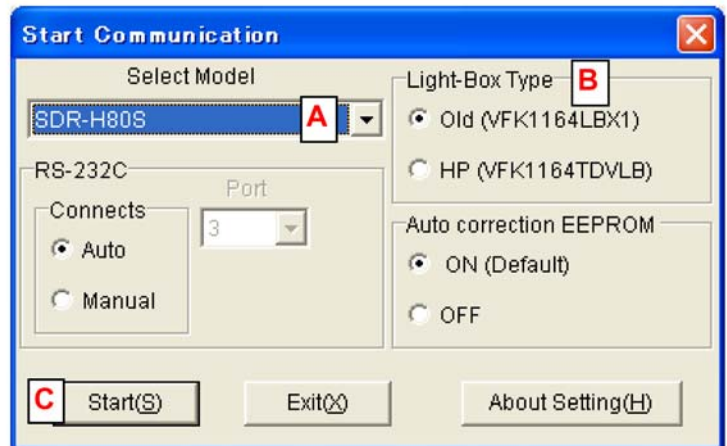 Start Communication
Select Model
SDR-H80S
A
RS-232C
Connects
Auto
Manual
Port
3
Light-Box Type
B
Old (VFK1164LBX1)
HP (VFK1164TDVLB)
Auto correction EEPROM
ON (Default)
OFF
C
Start(S)
Exit(X)
About Setting(H)